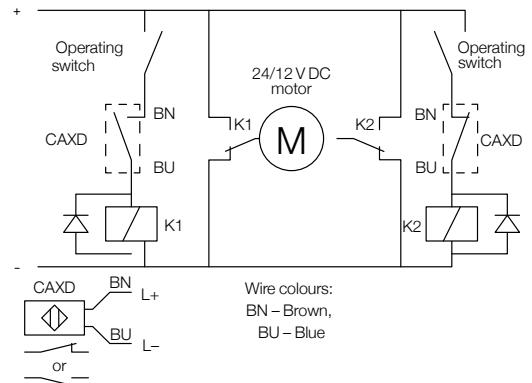 +
Operating
switch
24/12 V DC
motor
Operating
switch
BN
K1
M
K2
BN
CAXD
CAXD
BU
BU
K1
K2
-
CAXD
BN
L+
BU
L–
or
Wire colours:
BN – Brown,
BU – Blue